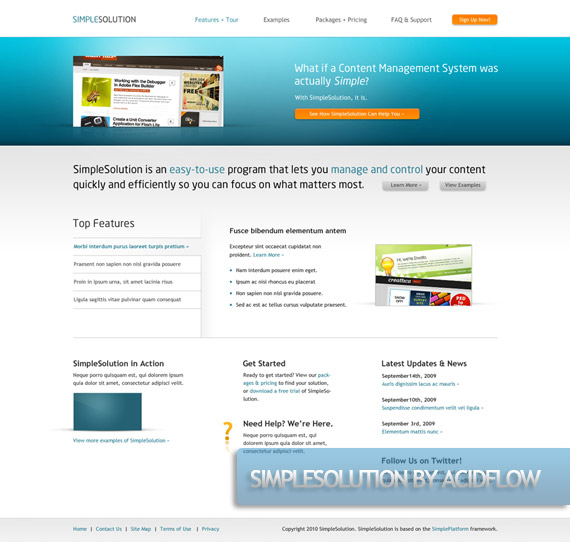 SIMPLESOLUTION
Features + Tour
Examples
Packages + Pricing
FAQ & Support
Sign Up Now!
Working with the Debugger
in Adobe Flex Builder
Create a Unit Converter
Application for Flash Lite
What if a Content Management System was
actually Simple?
With SimpleSolution, it is.
See How SimpleSolution Can Help You »
SimpleSolution is an easy-to-use program that lets you manage and control your content
quickly and efficiently so you can focus on what matters most.
Learn More »
View Examples
Top Features
Morbi interdum purus laoreet turpis pretium »
Praesent non sapien non nisl gravida posuere
Proin in ipsum urna, sit amet lacinia risus
Ligula sagittis vitae pulvinar quam consequat
Fusce bibendum elementum antem
Excepteur sint occaecat cupidatat non
proident. Learn More »
Nam interdum posuere enim eget.
Ipsum ac nisl rhoncus eu placerat
Non sapien non nisl gravida posuere.
Sed ac est ac tellus cursus vulputate praesent.
Hi, we're Envato.
creattica
SHOW
OFF!
SimpleSolution in Action
Neque porro quisquam est, qui dolorem ipsum
quia dolor sit amet, consectetur adipisci velit.
View more examples of SimpleSolution »
Get Started
Ready to get started? View our pack-
ages & pricing to find your solution,
or download a free trial of SimpleSo-
lution.
?
Need Help? We're Here.
Neque porro quisquam est, qui
dolorem ipsum quia dolor sit amet,
consectetur adipisci velit.
Latest Updates & News
September14th, 2009
Auris dignissim lacus ac mauris »
September10th, 2009
Suspendisse condimentum velit vel ligula »
September 3rd, 2009
Elementum mattis nunc »
Follow Us on Twitter!
SIMPLESOLUTION BY ACIDFLOW
Home | Contact Us | Site Map | Terms of Use | Privacy
Copyright 2010 SimpleSolution. SimpleSolution is based on the SimplePlatform framework.